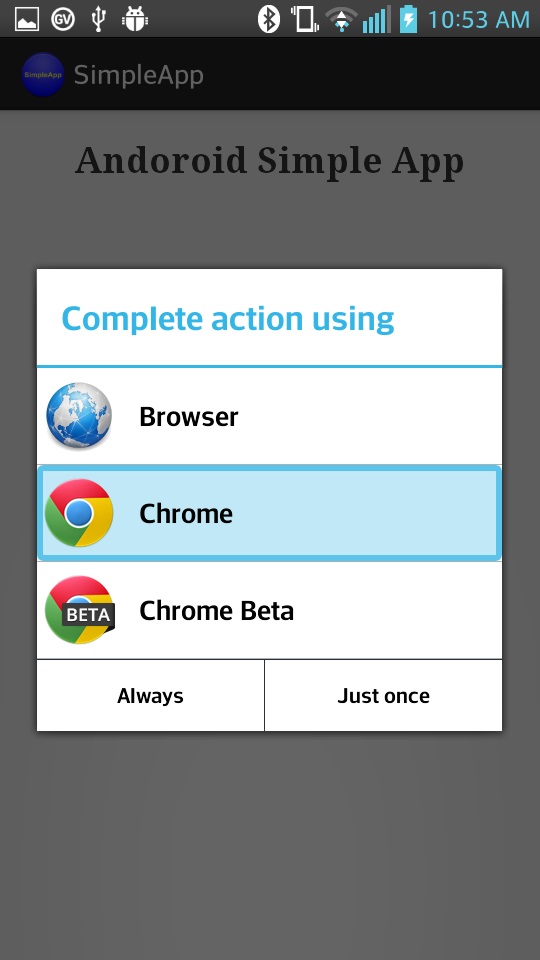 GV
10:53 AM
SimpleApp
SimpleApp
Andoroid Simple App
Complete action using
Browser
Chrome
BETA
Chrome Beta
Always
Just once